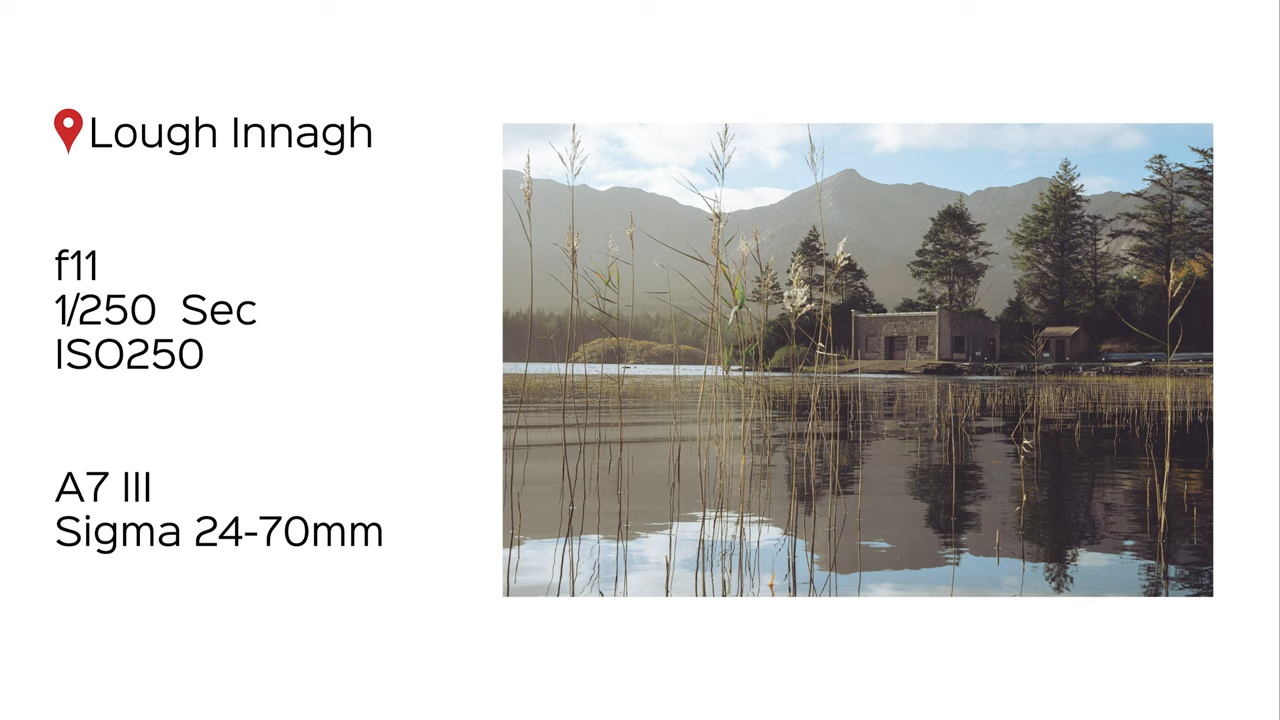 Lough Innagh
f11
1/250 Sec
ISO250
A7 III
Sigma 24-70mm